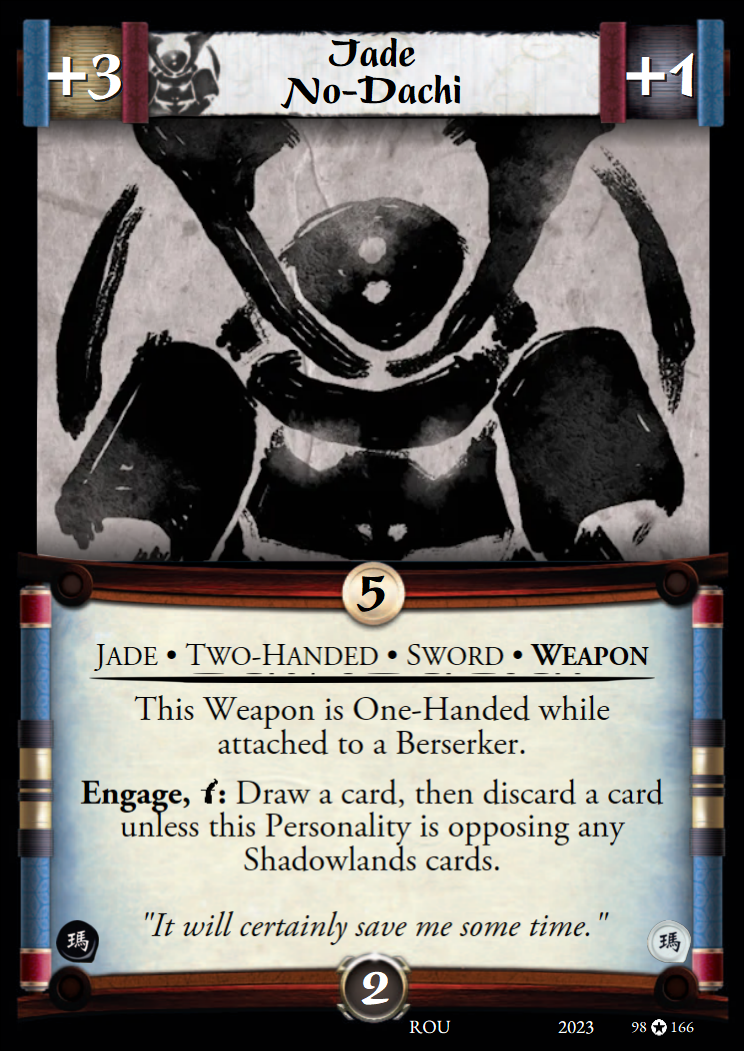 +3
Jade
No-Dachi
+1
5
JADE • TWO-HANDED • SWORD • WEAPON
This Weapon is One-Handed while
attached to a Berserker.
Engage, : Draw a card, then discard a card
unless this Personality is opposing any
Shadowlands cards.
"It will certainly save me some time."
瑪
瑪
2
ROU 2023 98 ✪ 166